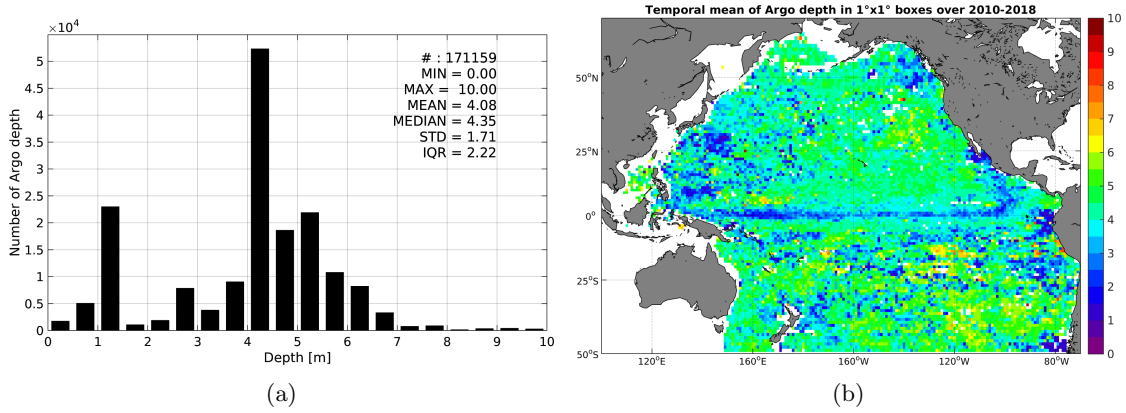 ×10⁴
5
4.5
4
3.5
3
2.5
2
1.5
1
0.5
0
Number of Argo depth
# : 171159
MIN = 0.00
MAX = 10.00
MEAN = 4.08
MEDIAN = 4.35
STD = 1.71
IQR = 2.22
0 1 2 3 4 5 6 7 8 9 10
Depth [m]
(a)
Temporal mean of Argo depth in 1°x1° boxes over 2010-2018
50°N
25°N
0°
25°S
50°S
120°E 160°E 160°W 120°W 80°W
10
9
8
7
6
5
4
3
2
1
0
(b)